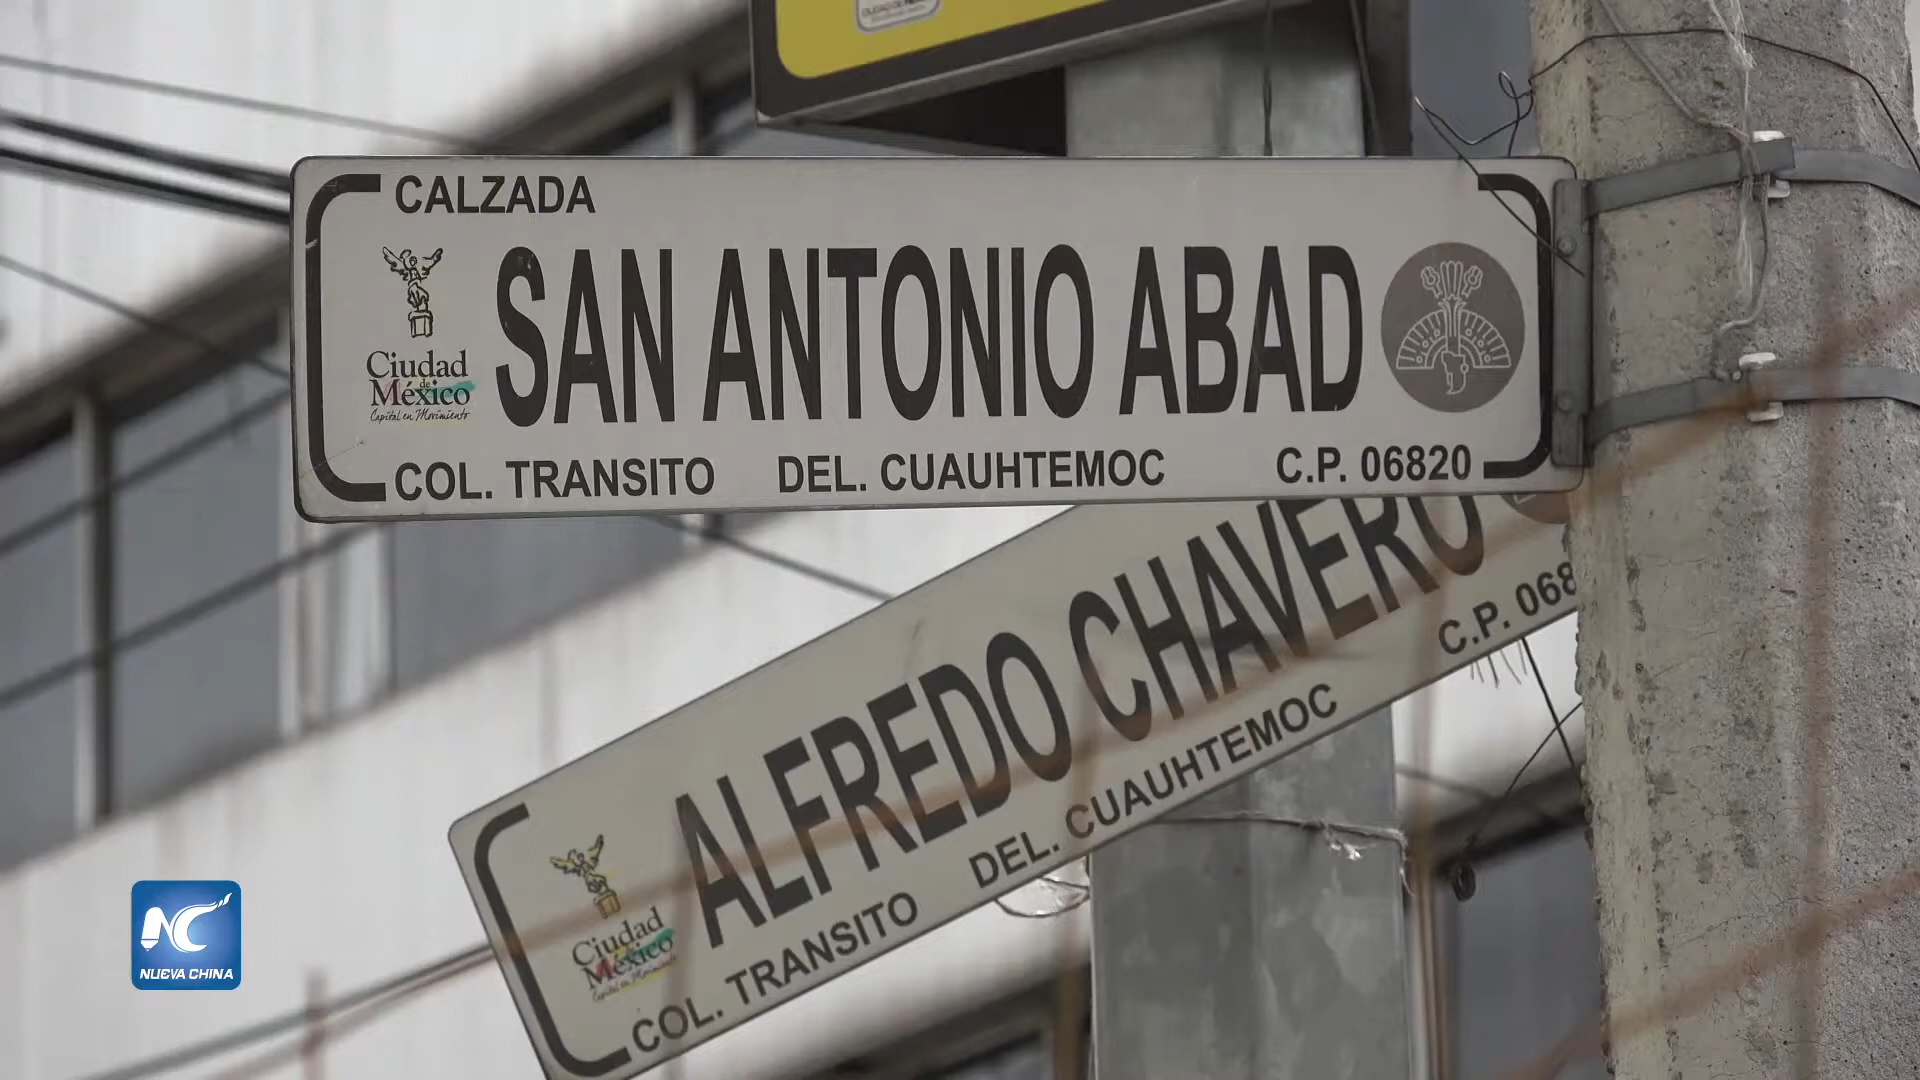 CALZADA
SAN ANTONIO ABAD
Ciudad
de
México
Capital en Movimiento
COL. TRANSITO DEL. CUAUHTEMOC C.P. 06820
ALFREDO CHAVERO
Ciudad
México
COL. TRANSITO DEL. CUAUHTEMOC C.P. 068
NC
NUEVA CHINA